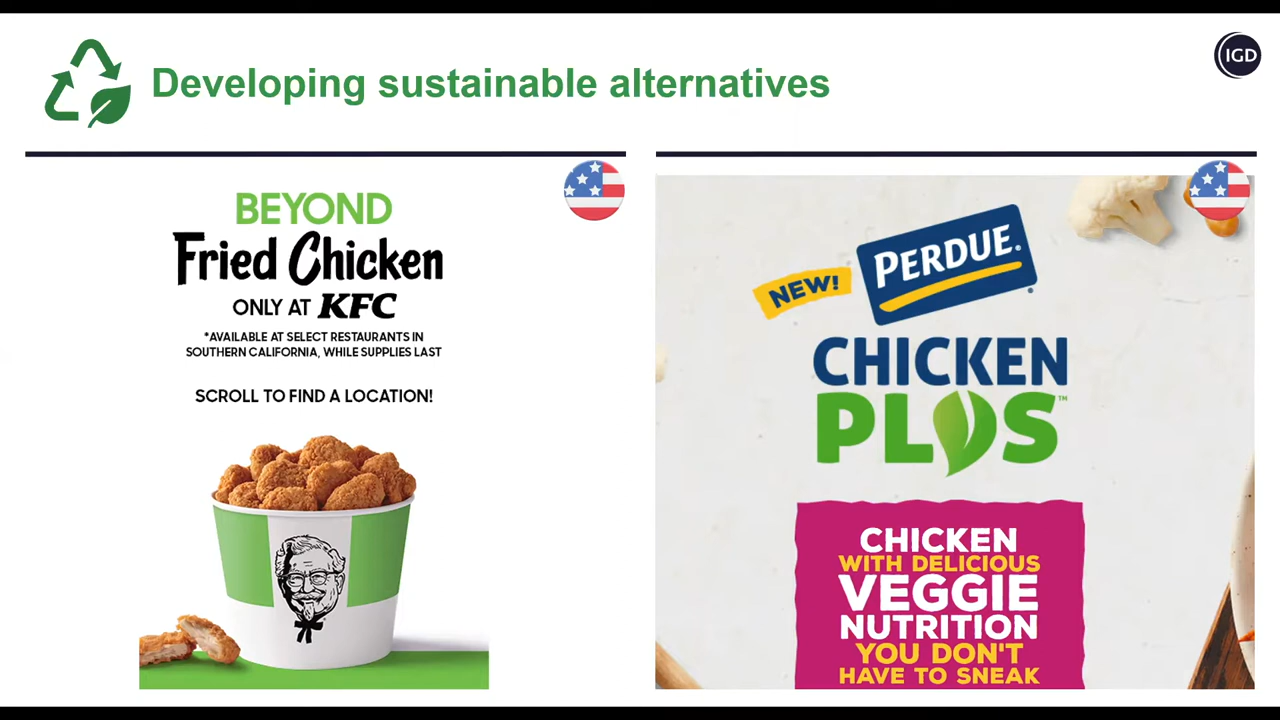 Developing sustainable alternatives
IGD
BEYOND
Fried Chicken
ONLY AT KFC
*AVAILABLE AT SELECT RESTAURANTS IN
SOUTHERN CALIFORNIA, WHILE SUPPLIES LAST
SCROLL TO FIND A LOCATION!
NEW!
PERDUE®
CHICKEN
PLUS™
CHICKEN
WITH DELICIOUS
VEGGIE
NUTRITION
YOU DON'T
HAVE TO SNEAK